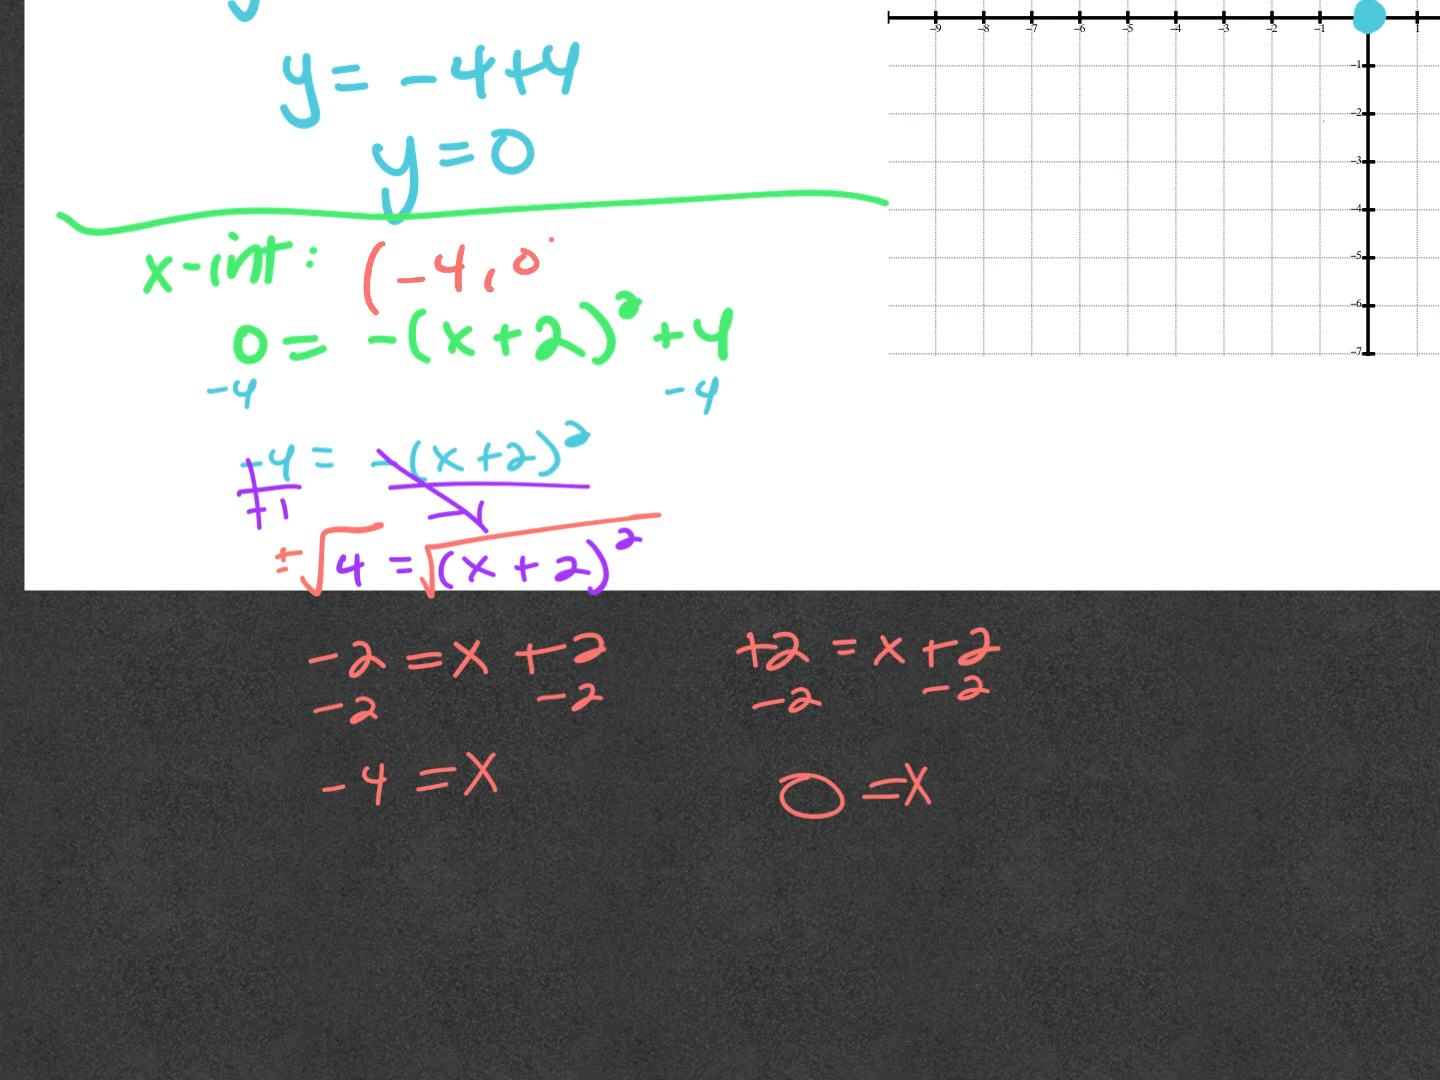 y = -4+4
y = 0
x-int: (-4, 0
0 = -(x+2)² +4
-4 -4
-4 = -(x+2)²
-1 -1
±√4 = √(x+2)²
-2 = x +2
-2 -2
-4 = x
+2 = x +2
-2 -2
0 = x
-9 -8 -7 -6 -5 -4 -3 -2 -1 1
-1
-2
-3
-4
-5
-6
-7